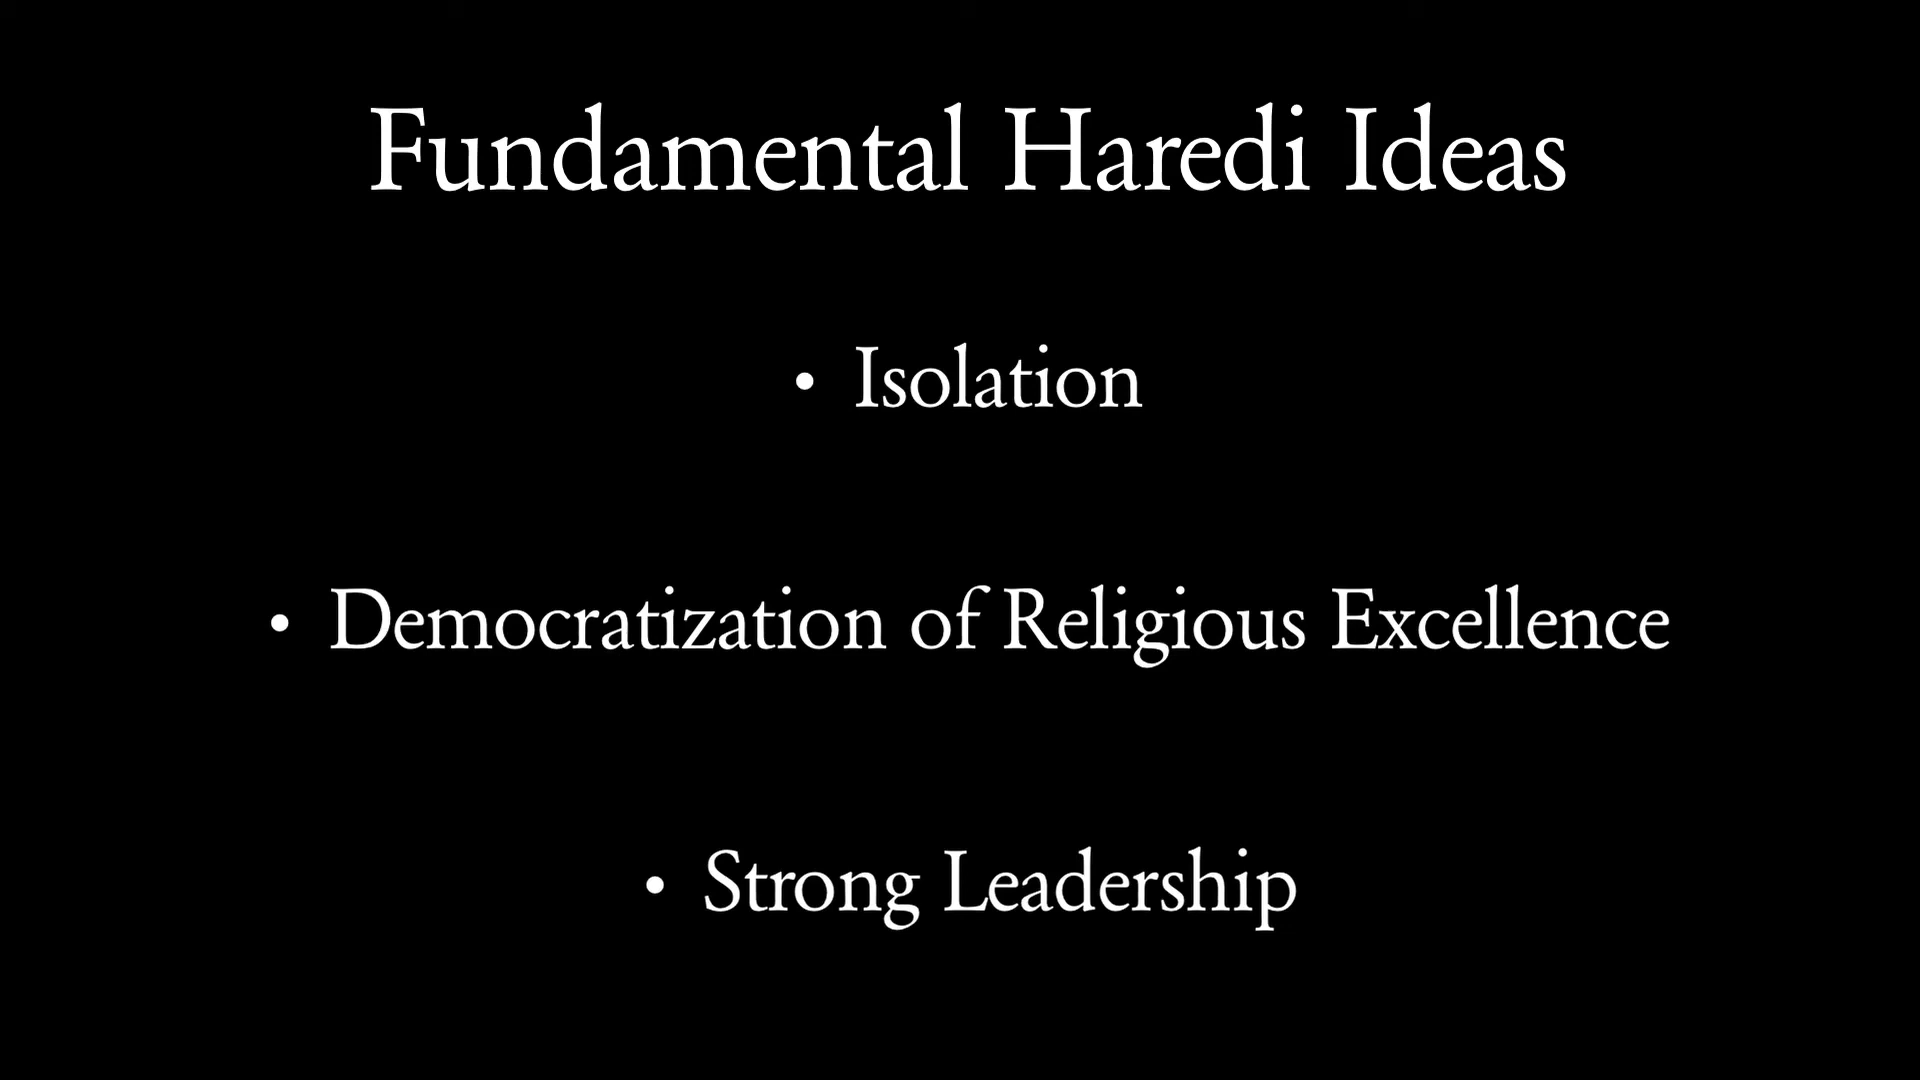 Fundamental Haredi Ideas
• Isolation
• Democratization of Religious Excellence
• Strong Leadership